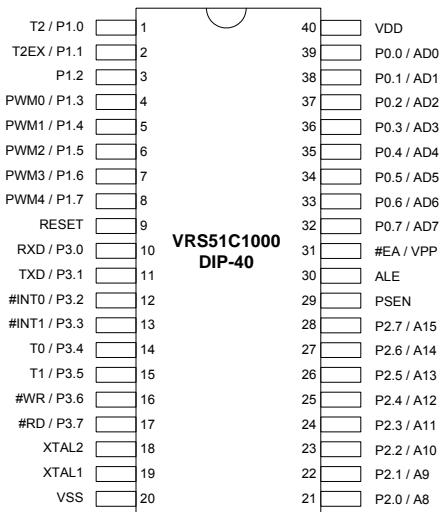 T2 / P1.0 1 40 VDD
T2EX / P1.1 2 39 P0.0 / AD0
P1.2 3 38 P0.1 / AD1
PWM0 / P1.3 4 37 P0.2 / AD2
PWM1 / P1.4 5 36 P0.3 / AD3
PWM2 / P1.5 6 35 P0.4 / AD4
PWM3 / P1.6 7 34 P0.5 / AD5
PWM4 / P1.7 8 33 P0.6 / AD6
RESET 9 32 P0.7 / AD7
VRS51C1000
RXD / P3.0 10 31 #EA / VPP
DIP-40
TXD / P3.1 11 30 ALE
#INT0 / P3.2 12 29 PSEN
#INT1 / P3.3 13 28 P2.7 / A15
T0 / P3.4 14 27 P2.6 / A14
T1 / P3.5 15 26 P2.5 / A13
#WR / P3.6 16 25 P2.4 / A12
#RD / P3.7 17 24 P2.3 / A11
XTAL2 18 23 P2.2 / A10
XTAL1 19 22 P2.1 / A9
VSS 20 21 P2.0 / A8